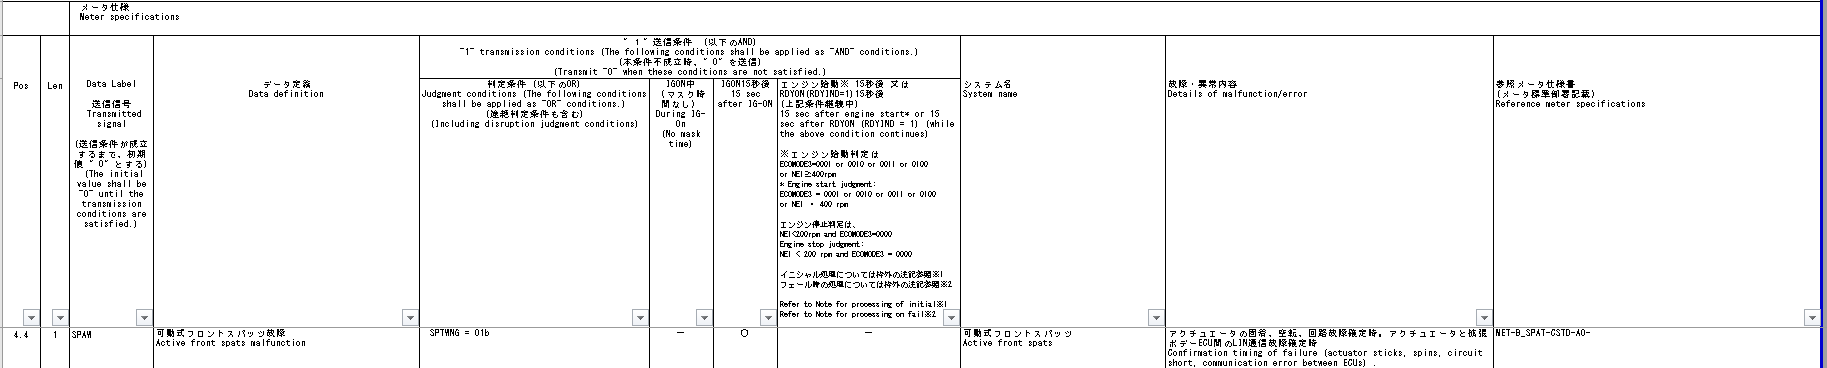 メータ仕様
Meter specifications
" 1 "送信条件 (以下のAND)
"1" transmission conditions (The following conditions shall be applied as "AND" conditions.)
(本条件不成立時、"0"を送信)
(Transmit "0" when these conditions are not satisfied.)
Pos
Len
Data Label
送信信号
Transmitted
signal
(送信条件が成立
するまで、初期
値 "0" とする)
(The initial
value shall be
"0" until the
transmission
conditions are
satisfied.)
データ定義
Data definition
判定条件 (以下のOR)
Judgment conditions (The following conditions
shall be applied as "OR" conditions.)
(途絶判定条件も含む)
(Including disruption judgment conditions)
IGON中
(マスク時
間なし)
During IG-
On
(No mask
time)
IGON15秒後
15 sec
after IG-ON
エンジン始動※ 15秒後 又は
RDYON(RDYIND=1)15秒後
(上記条件継続中)
15 sec after engine start* or 15
sec after RDYON (RDYIND = 1) (while
the above condition continues)
※エンジン始動判定は
ECOMODE3=0001 or 0010 or 0011 or 0100
or NE1≧400rpm
* Engine start judgment:
ECOMODE3 = 0001 or 0010 or 0011 or 0100
or NE1 ・ 400 rpm
エンジン停止判定は、
NE1<200rpm and ECOMODE3=0000
Engine stop judgment:
NE1 < 200 rpm and ECOMODE3 = 0000
イニシャル処理については枠外の注記参照※1
フェール時の処理については枠外の注記参照※2
Refer to Note for processing of initial※1
Refer to Note for processing on fail※2
システム名
System name
故障・異常内容
Details of malfunction/error
参照メータ仕様書
(メータ標準部署記載)
Reference meter specifications
4.4
1
SPAW
可動式フロントスパッツ故障
Active front spats malfunction
SPTWNG = 01b
－
○
－
可動式フロントスパッツ
Active front spats
アクチュエータの固着、空転、回路故障確定時。アクチュエータと拡張
ボデーECU間のLIN通信故障確定時
Confirmation timing of failure (actuator sticks, spins, circuit
short, communication error between ECUs) .
MET-B_SPAT-CSTD-A0-